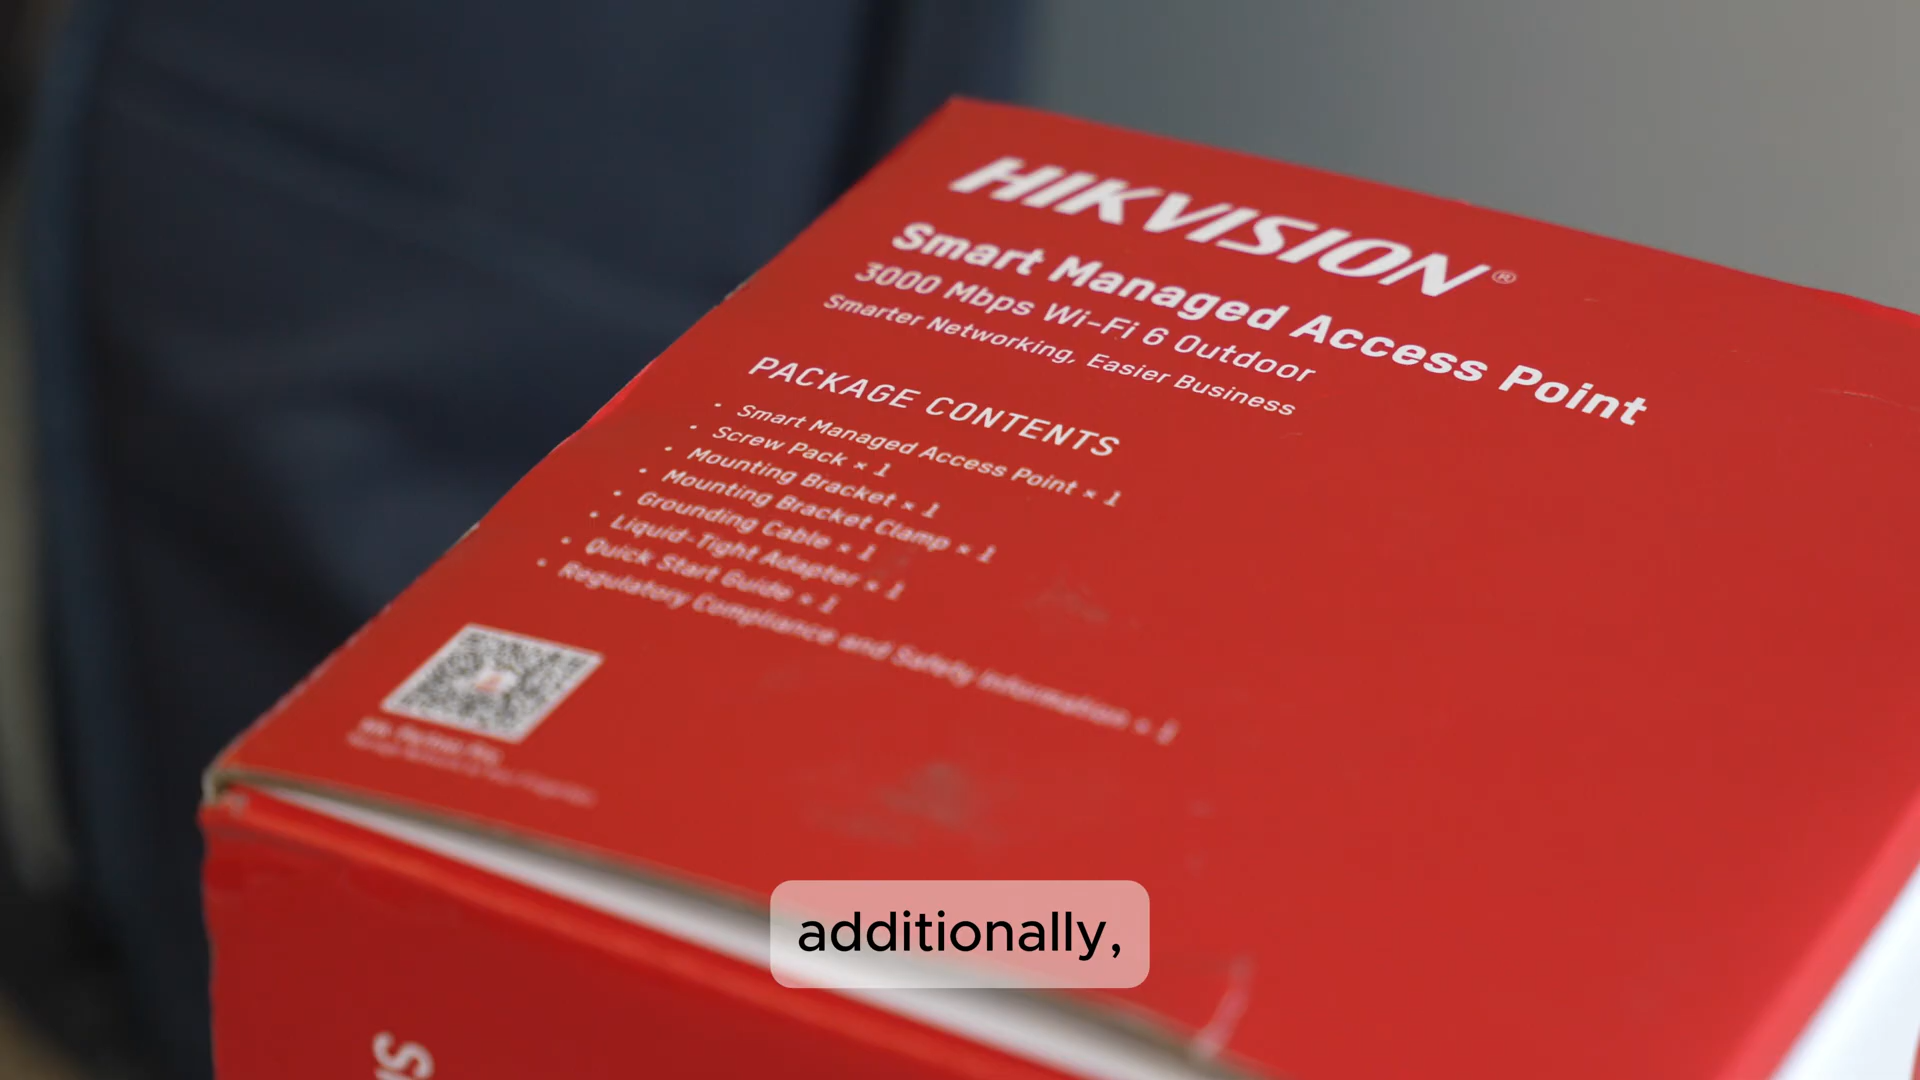 HIKVISION®
Smart Managed Access Point
3000 Mbps Wi-Fi 6 Outdoor
Smarter Networking, Easier Business
PACKAGE CONTENTS
• Smart Managed Access Point × 1
• Screw Pack × 1
• Mounting Bracket × 1
• Mounting Bracket Clamp × 1
• Grounding Cable × 1
• Liquid-Tight Adapter × 1
• Quick Start Guide × 1
• Regulatory Compliance and Safety Information × 1
additionally,